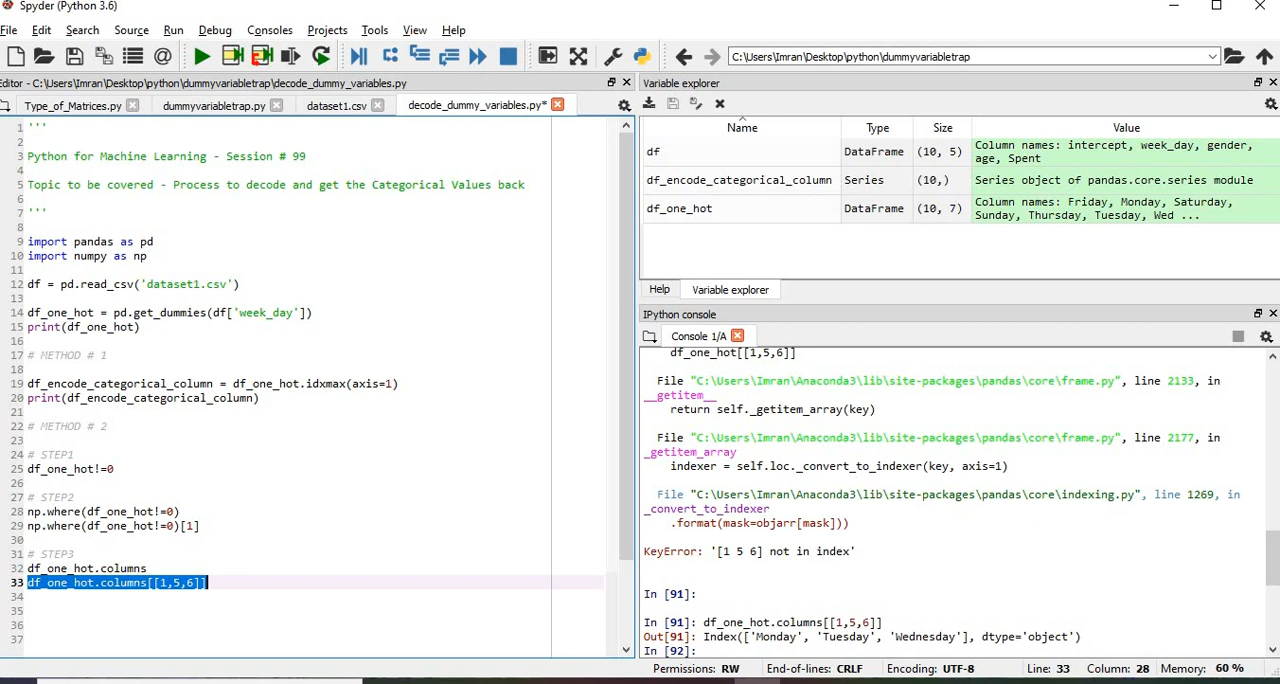 Spyder (Python 3.6)
File Edit Search Source Run Debug Consoles Projects Tools View Help
C:\Users\Imran\Desktop\python\dummyvariabletrap
Editor - C:\Users\Imran\Desktop\python\dummyvariabletrap\decode_dummy_variables.py
Type_of_Matrices.py dummyvariabletrap.py dataset1.csv decode_dummy_variables.py*
1 '''
2
3 Python for Machine Learning - Session # 99
4
5 Topic to be covered - Process to decode and get the Categorical Values back
6
7 '''
8
9 import pandas as pd
10 import numpy as np
11
12 df = pd.read_csv('dataset1.csv')
13
14 df_one_hot = pd.get_dummies(df['week_day'])
15 print(df_one_hot)
16
17 # METHOD # 1
18
19 df_encode_categorical_column = df_one_hot.idxmax(axis=1)
20 print(df_encode_categorical_column)
21
22 # METHOD # 2
23
24 # STEP1
25 df_one_hot!=0
26
27 # STEP2
28 np.where(df_one_hot!=0)
29 np.where(df_one_hot!=0)[1]
30
31 # STEP3
32 df_one_hot.columns
33 df_one_hot.columns[[1,5,6]]
34
35
36
37
Variable explorer
Name Type Size Value
df DataFrame (10, 5) Column names: intercept, week_day, gender,
age, Spent
df_encode_categorical_column Series (10,) Series object of pandas.core.series module
df_one_hot DataFrame (10, 7) Column names: Friday, Monday, Saturday,
Sunday, Thursday, Tuesday, Wed ...
Help Variable explorer
IPython console
Console 1/A
df_one_hot[[1,5,6]]
File "C:\Users\Imran\Anaconda3\lib\site-packages\pandas\core\frame.py", line 2133, in
__getitem__
return self._getitem_array(key)
File "C:\Users\Imran\Anaconda3\lib\site-packages\pandas\core\frame.py", line 2177, in
_getitem_array
indexer = self.loc._convert_to_indexer(key, axis=1)
File "C:\Users\Imran\Anaconda3\lib\site-packages\pandas\core\indexing.py", line 1269, in
_convert_to_indexer
.format(mask=objarr[mask]))
KeyError: '[1 5 6] not in index'
In [91]:
In [91]: df_one_hot.columns[[1,5,6]]
Out[91]: Index(['Monday', 'Tuesday', 'Wednesday'], dtype='object')
In [92]:
Permissions: RW End-of-lines: CRLF Encoding: UTF-8 Line: 33 Column: 28 Memory: 60 %